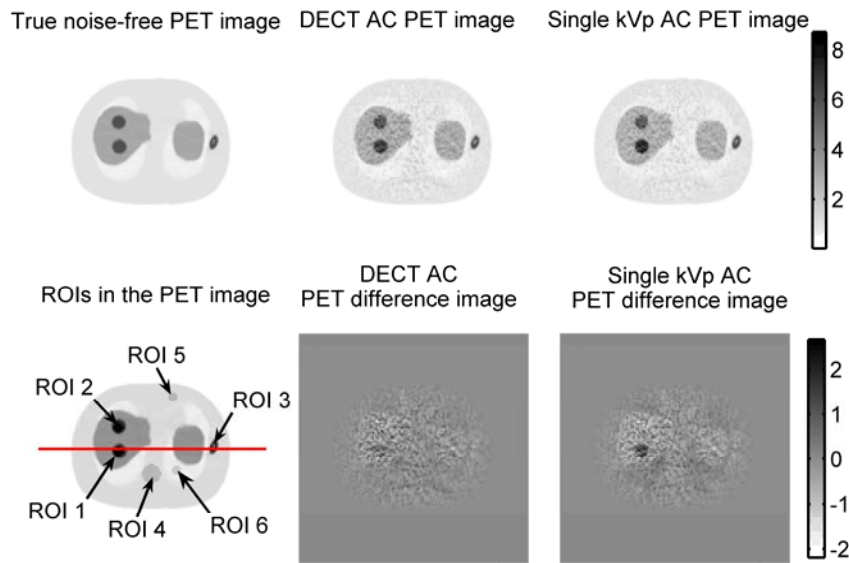 True noise-free PET image
DECT AC PET image
Single kVp AC PET image
8
6
4
2
ROIs in the PET image
DECT AC
PET difference image
Single kVp AC
PET difference image
ROI 5
ROI 2
ROI 3
ROI 1
ROI 4
ROI 6
2
1
0
-1
-2